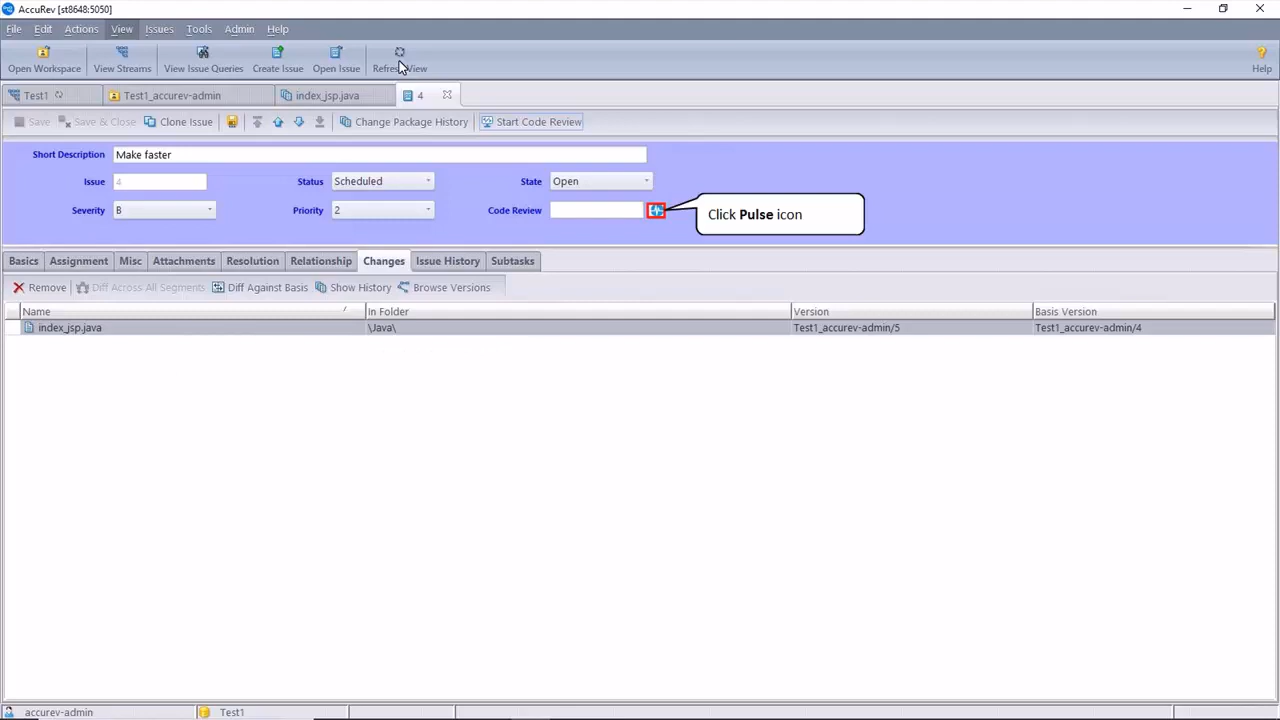 AccuRev [st8648:5050]
File Edit Actions View Issues Tools Admin Help
Open Workspace View Streams View Issue Queries Create Issue Open Issue Refresh View Help
Test1 Test1_accurev-admin index_jsp.java 4
Save Save & Close Clone Issue Change Package History Start Code Review
Short Description Make faster
Issue 4 Status Scheduled State Open
Severity B Priority 2 Code Review Click Pulse icon
Basics Assignment Misc Attachments Resolution Relationship Changes Issue History Subtasks
Remove Diff Across All Segments Diff Against Basis Show History Browse Versions
Name In Folder Version Basis Version
index_jsp.java \Java\ Test1_accurev-admin/5 Test1_accurev-admin/4
accurev-admin Test1